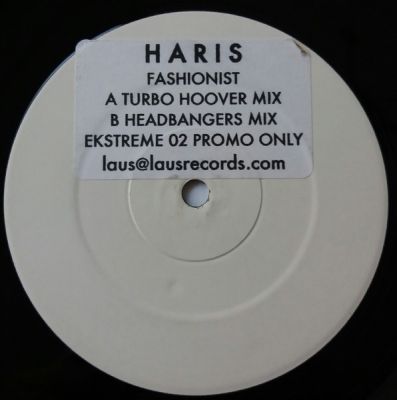 HARIS
FASHIONIST
A TURBO HOOVER MIX
B HEADBANGERS MIX
EKSTREME 02 PROMO ONLY
laus@lausrecords.com